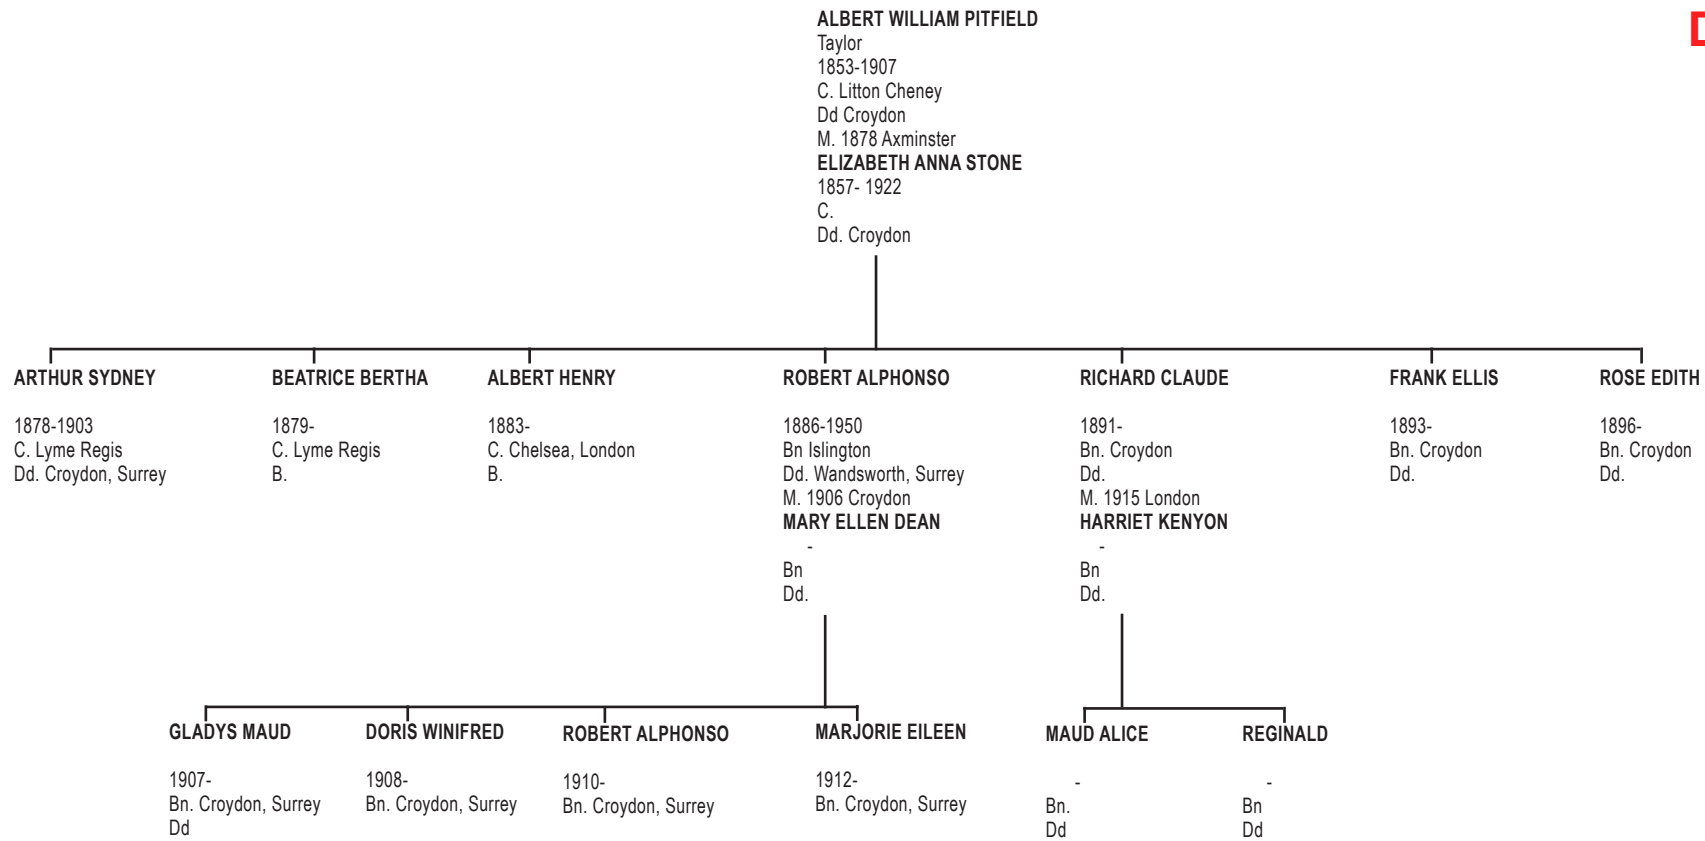 ALBERT WILLIAM PITFIELD
Taylor
1853-1907
C. Litton Cheney
Dd Croydon
M. 1878 Axminster
ELIZABETH ANNA STONE
1857- 1922
C.
Dd. Croydon
ARTHUR SYDNEY
1878-1903
C. Lyme Regis
Dd. Croydon, Surrey
BEATRICE BERTHA
1879-
C. Lyme Regis
B.
ALBERT HENRY
1883-
C. Chelsea, London
B.
ROBERT ALPHONSO
1886-1950
Bn Islington
Dd. Wandsworth, Surrey
M. 1906 Croydon
MARY ELLEN DEAN
-
Bn
Dd.
RICHARD CLAUDE
1891-
Bn. Croydon
Dd.
M. 1915 London
HARRIET KENYON
-
Bn
Dd.
FRANK ELLIS
1893-
Bn. Croydon
Dd.
ROSE EDITH
1896-
Bn. Croydon
Dd.
GLADYS MAUD
1907-
Bn. Croydon, Surrey
Dd
DORIS WINIFRED
1908-
Bn. Croydon, Surrey
ROBERT ALPHONSO
1910-
Bn. Croydon, Surrey
MARJORIE EILEEN
1912-
Bn. Croydon, Surrey
MAUD ALICE
-
Bn.
Dd
REGINALD
-
Bn
Dd